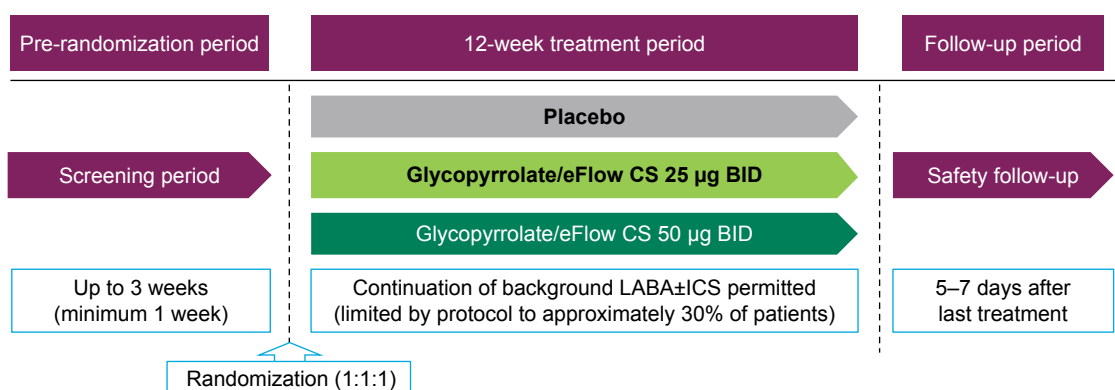 Pre-randomization period
12-week treatment period
Follow-up period
Placebo
Screening period
Glycopyrrolate/eFlow CS 25 µg BID
Safety follow-up
Glycopyrrolate/eFlow CS 50 µg BID
Up to 3 weeks
(minimum 1 week)
Continuation of background LABA±ICS permitted
(limited by protocol to approximately 30% of patients)
5–7 days after
last treatment
Randomization (1:1:1)